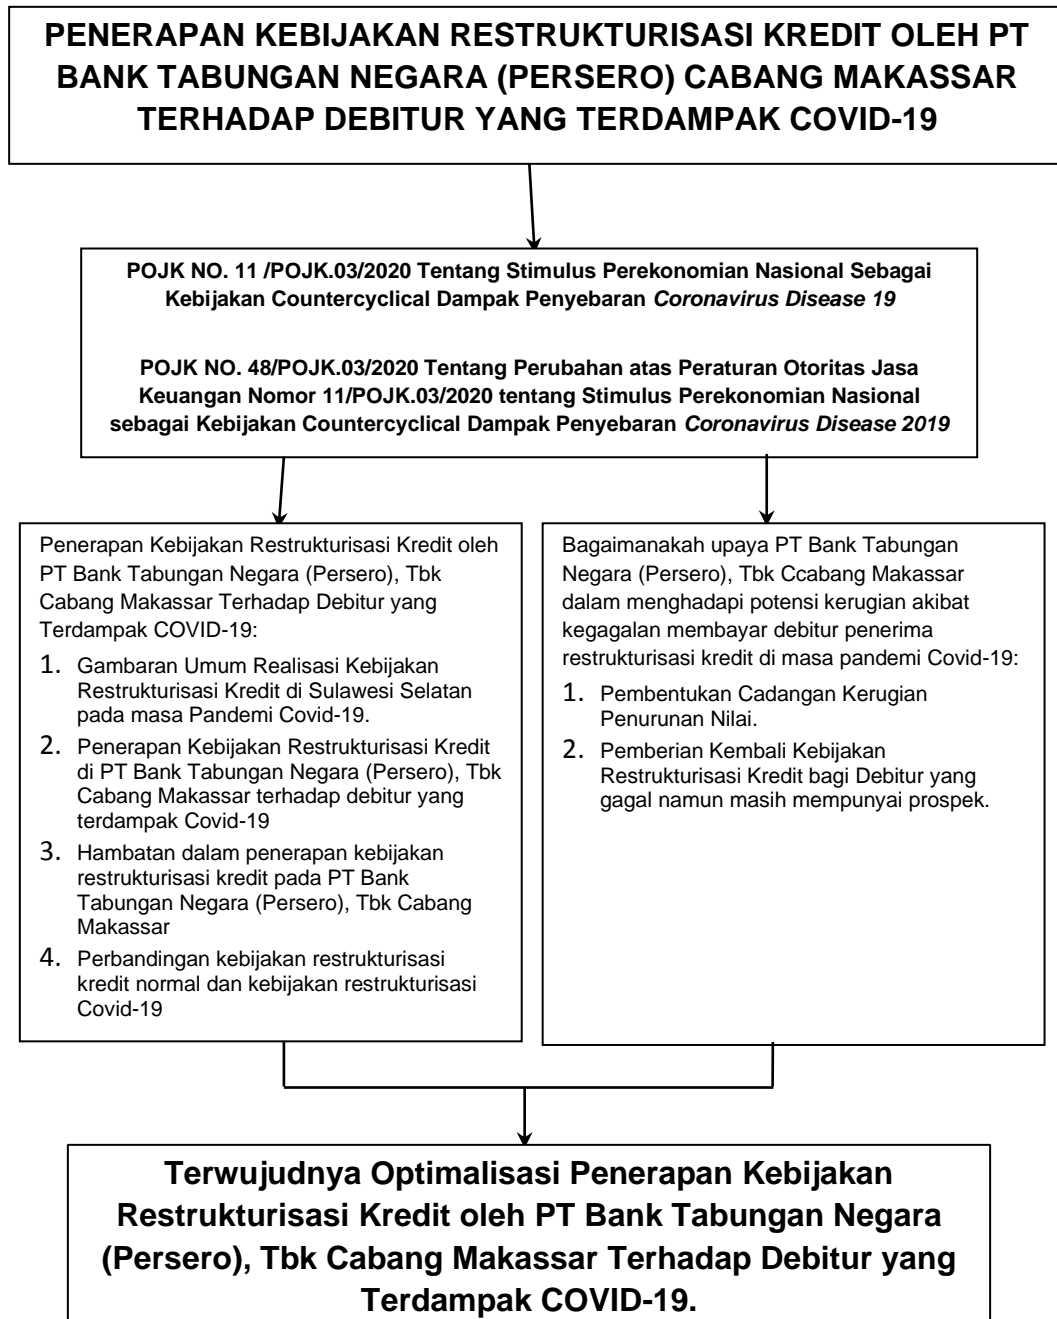 PENERAPAN KEBIJAKAN RESTRUKTURISASI KREDIT OLEH PT
BANK TABUNGAN NEGARA (PERSERO) CABANG MAKASSAR
TERHADAP DEBITUR YANG TERDAMPAK COVID-19
POJK NO. 11 /POJK.03/2020 Tentang Stimulus Perekonomian Nasional Sebagai
Kebijakan Countercyclical Dampak Penyebaran Coronavirus Disease 19
POJK NO. 48/POJK.03/2020 Tentang Perubahan atas Peraturan Otoritas Jasa
Keuangan Nomor 11/POJK.03/2020 tentang Stimulus Perekonomian Nasional
sebagai Kebijakan Countercyclical Dampak Penyebaran Coronavirus Disease 2019
Penerapan Kebijakan Restrukturisasi Kredit oleh
PT Bank Tabungan Negara (Persero), Tbk
Cabang Makassar Terhadap Debitur yang
Terdampak COVID-19:
1. Gambaran Umum Realisasi Kebijakan
Restrukturisasi Kredit di Sulawesi Selatan
pada masa Pandemi Covid-19.
2. Penerapan Kebijakan Restrukturisasi Kredit
di PT Bank Tabungan Negara (Persero), Tbk
Cabang Makassar terhadap debitur yang
terdampak Covid-19
3. Hambatan dalam penerapan kebijakan
restrukturisasi kredit pada PT Bank
Tabungan Negara (Persero), Tbk Cabang
Makassar
4. Perbandingan kebijakan restrukturisasi
kredit normal dan kebijakan restrukturisasi
Covid-19
Bagaimanakah upaya PT Bank Tabungan
Negara (Persero), Tbk Ccabang Makassar
dalam menghadapi potensi kerugian akibat
kegagalan membayar debitur penerima
restrukturisasi kredit di masa pandemi Covid-19:
1. Pembentukan Cadangan Kerugian
Penurunan Nilai.
2. Pemberian Kembali Kebijakan
Restrukturisasi Kredit bagi Debitur yang
gagal namun masih mempunyai prospek.
Terwujudnya Optimalisasi Penerapan Kebijakan
Restrukturisasi Kredit oleh PT Bank Tabungan Negara
(Persero), Tbk Cabang Makassar Terhadap Debitur yang
Terdampak COVID-19.